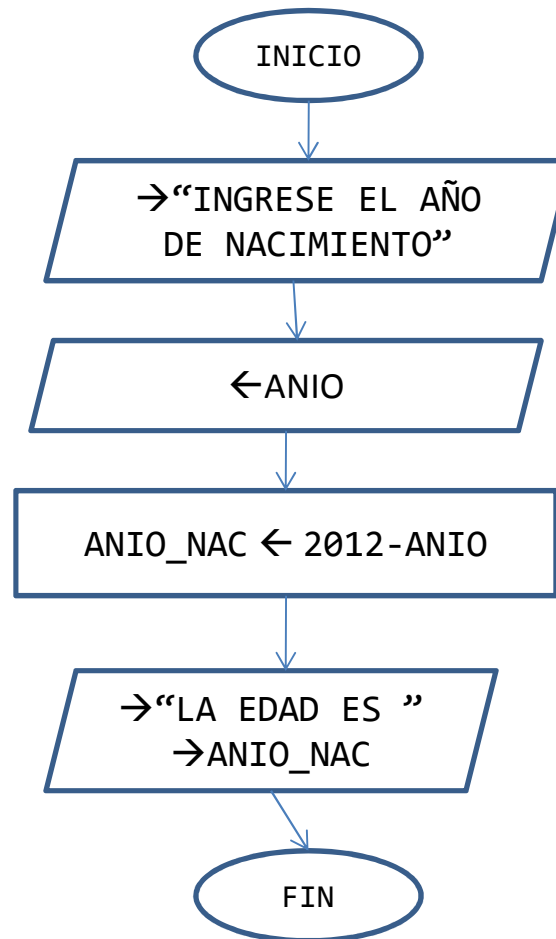 INICIO
→“INGRESE EL AÑO
DE NACIMIENTO”
←ANIO
ANIO_NAC ← 2012-ANIO
→“LA EDAD ES ”
→ANIO_NAC
FIN